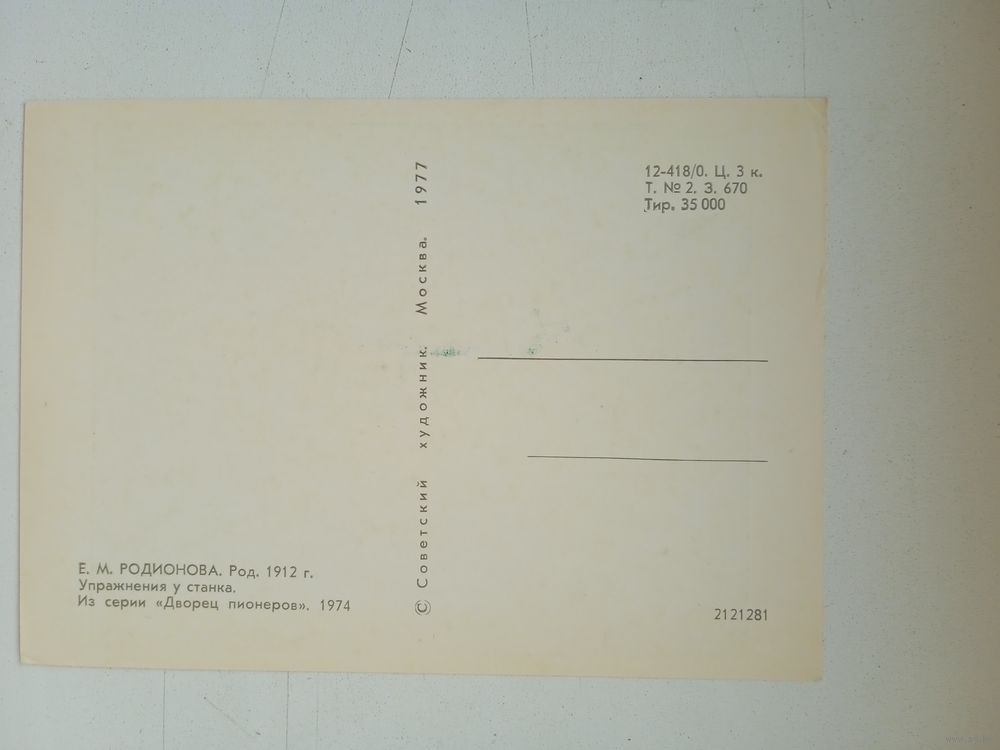 12-418/0. Ц. 3 к.
Т. № 2. З. 670
Тир. 35 000
© Советский художник. Москва. 1977
Е. М. РОДИОНОВА. Род. 1912 г.
Упражнения у станка.
Из серии «Дворец пионеров». 1974
2121281